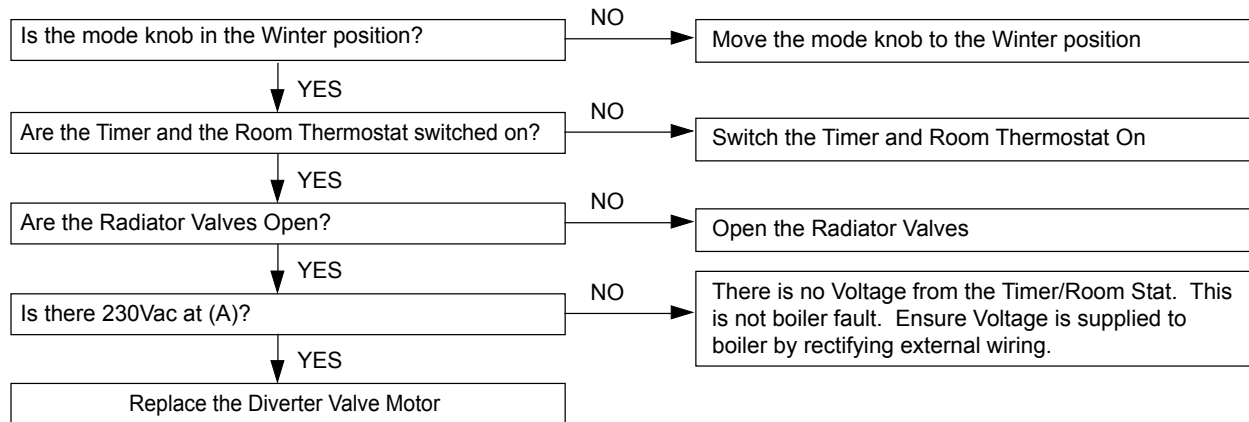 Is the mode knob in the Winter position?
NO
Move the mode knob to the Winter position
YES
Are the Timer and the Room Thermostat switched on?
NO
Switch the Timer and Room Thermostat On
YES
Are the Radiator Valves Open?
NO
Open the Radiator Valves
YES
Is there 230Vac at (A)?
NO
There is no Voltage from the Timer/Room Stat.  This
is not boiler fault.  Ensure Voltage is supplied to
boiler by rectifying external wiring.
YES
Replace the Diverter Valve Motor